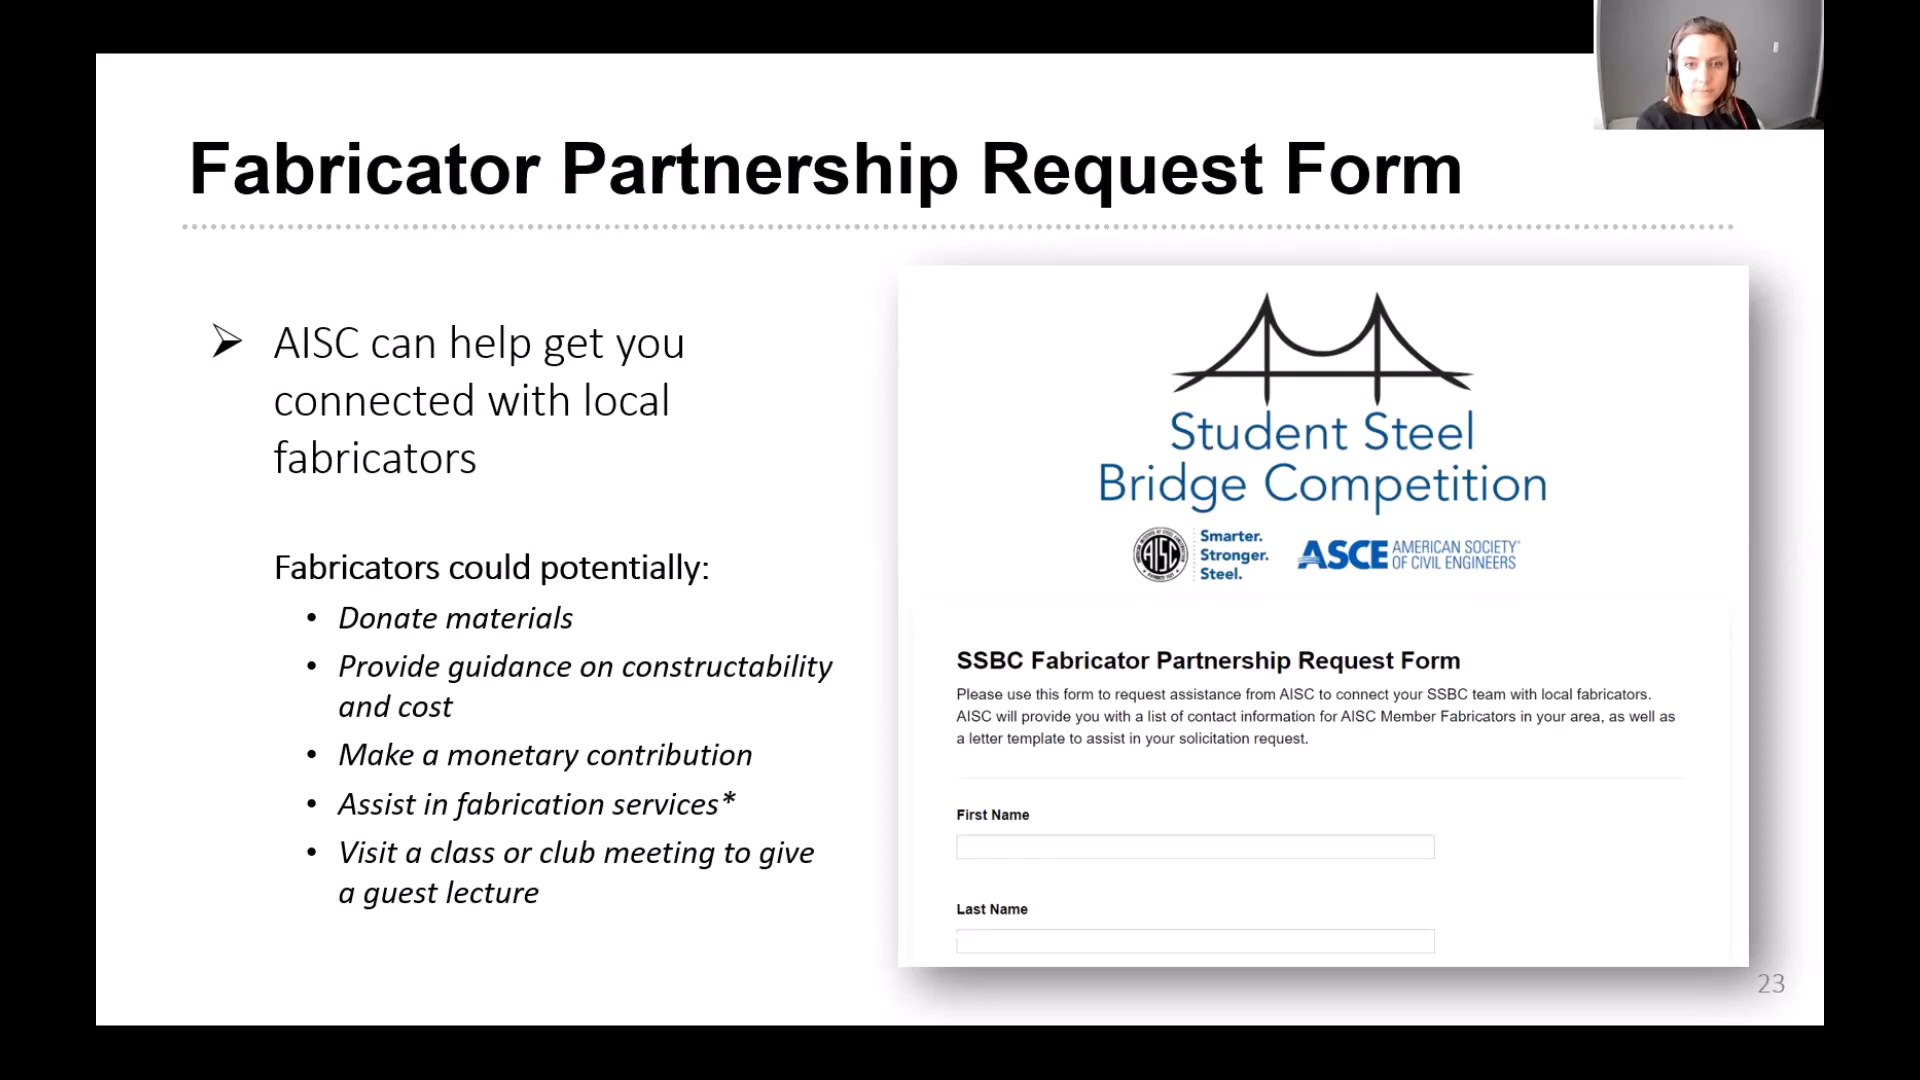 Fabricator Partnership Request Form
➢ AISC can help get you
connected with local
fabricators
Fabricators could potentially:
• Donate materials
• Provide guidance on constructability
and cost
• Make a monetary contribution
• Assist in fabrication services*
• Visit a class or club meeting to give
a guest lecture
Student Steel
Bridge Competition
AISC
Smarter.
Stronger.
Steel.
ASCE AMERICAN SOCIETY
OF CIVIL ENGINEERS
SSBC Fabricator Partnership Request Form
Please use this form to request assistance from AISC to connect your SSBC team with local fabricators.
AISC will provide you with a list of contact information for AISC Member Fabricators in your area, as well as
a letter template to assist in your solicitation request.
First Name
Last Name
23